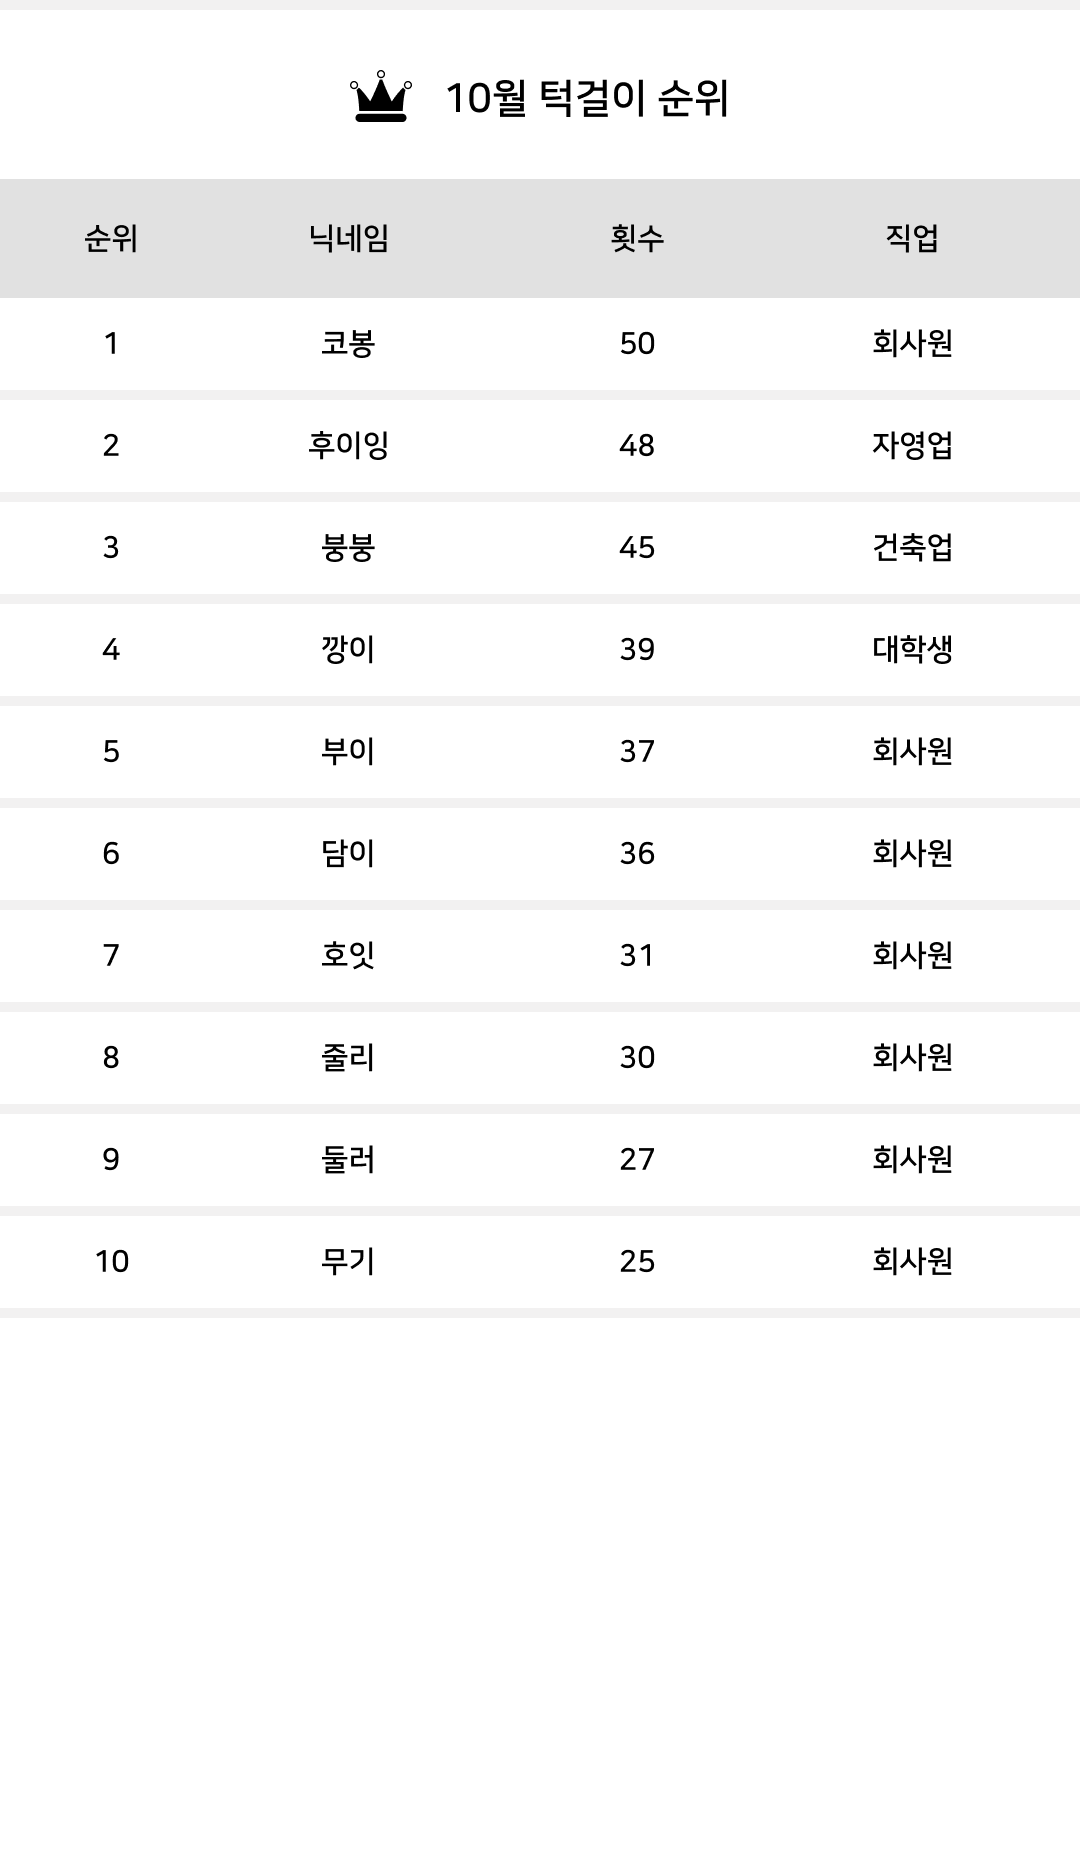 10월 턱걸이 순위
순위 닉네임 횟수 직업
1 코봉 50 회사원
2 후이잉 48 자영업
3 붕붕 45 건축업
4 깡이 39 대학생
5 부이 37 회사원
6 담이 36 회사원
7 호잇 31 회사원
8 줄리 30 회사원
9 둘러 27 회사원
10 무기 25 회사원